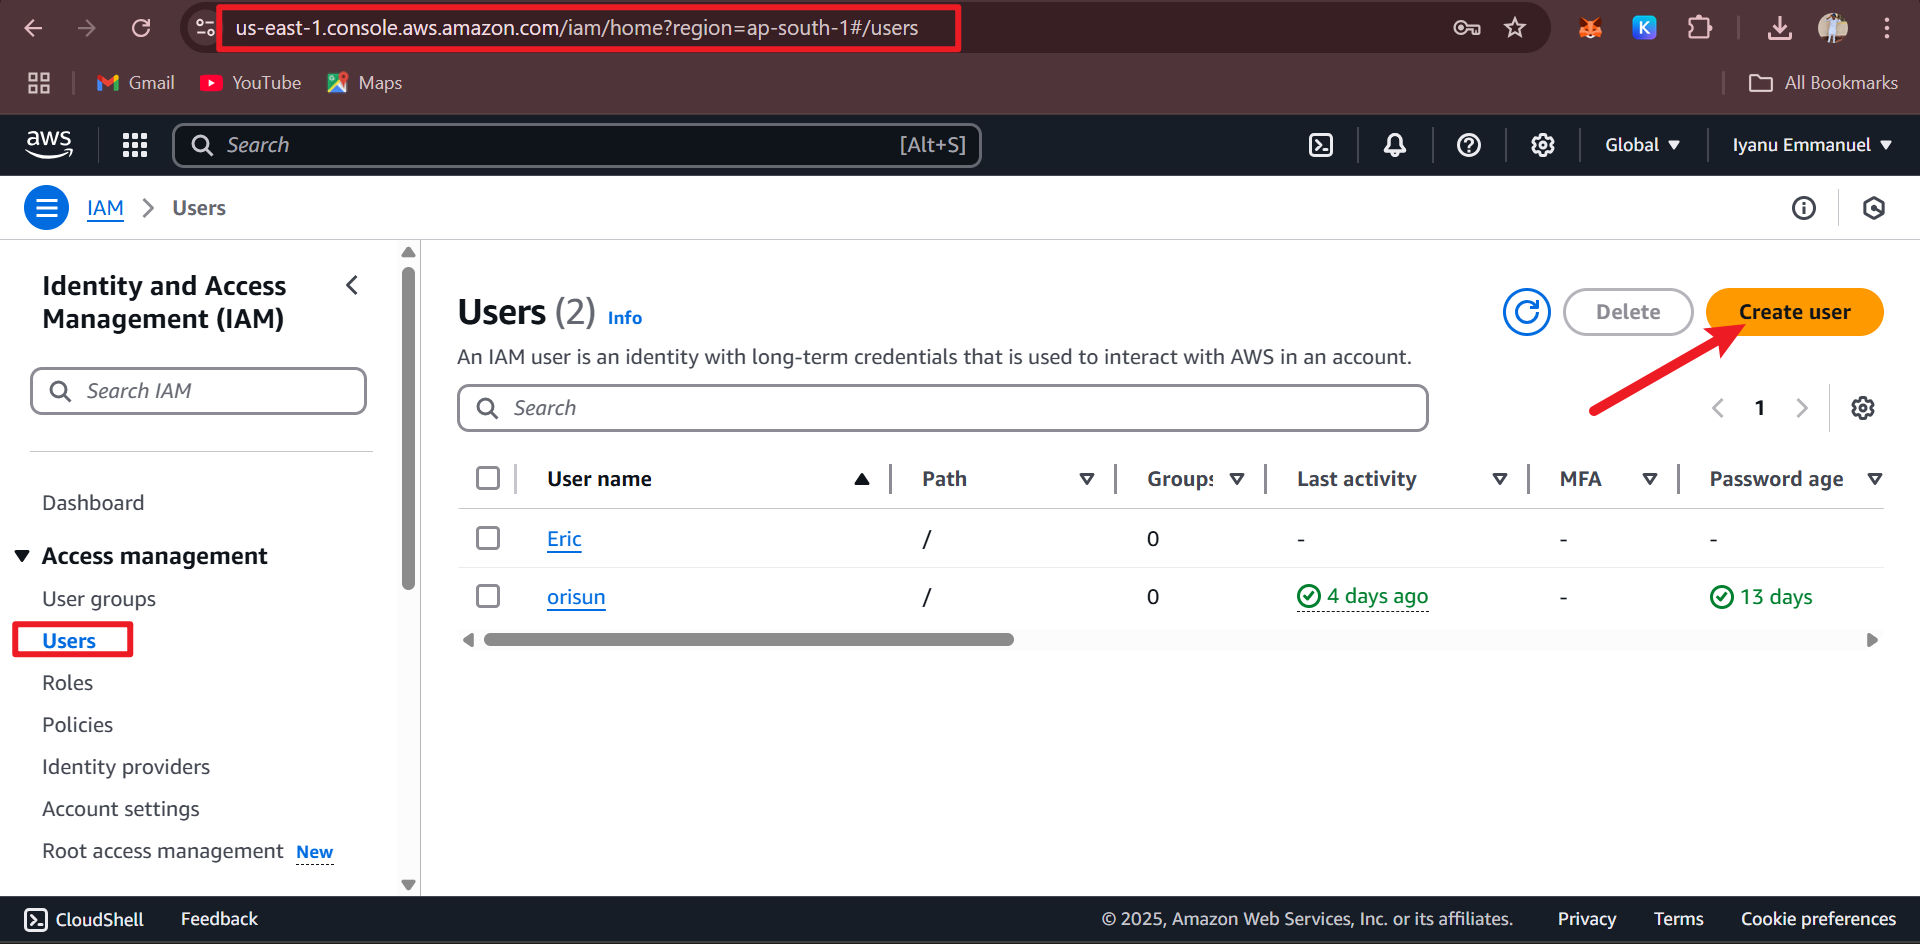 us-east-1.console.aws.amazon.com/iam/home?region=ap-south-1#/users
K
Gmail
YouTube
Maps
All Bookmarks
aws
Search
[Alt+S]
Global
Iyanu Emmanuel
IAM
Users
Identity and Access
Management (IAM)
Search IAM
Dashboard
Access management
User groups
Users
Roles
Policies
Identity providers
Account settings
Root access management New
Users (2) Info
Delete
Create user
An IAM user is an identity with long-term credentials that is used to interact with AWS in an account.
Search
1
User name Path Groups Last activity MFA Password age
Eric / 0 - - -
orisun / 0 4 days ago - 13 days
CloudShell Feedback © 2025, Amazon Web Services, Inc. or its affiliates. Privacy Terms Cookie preferences